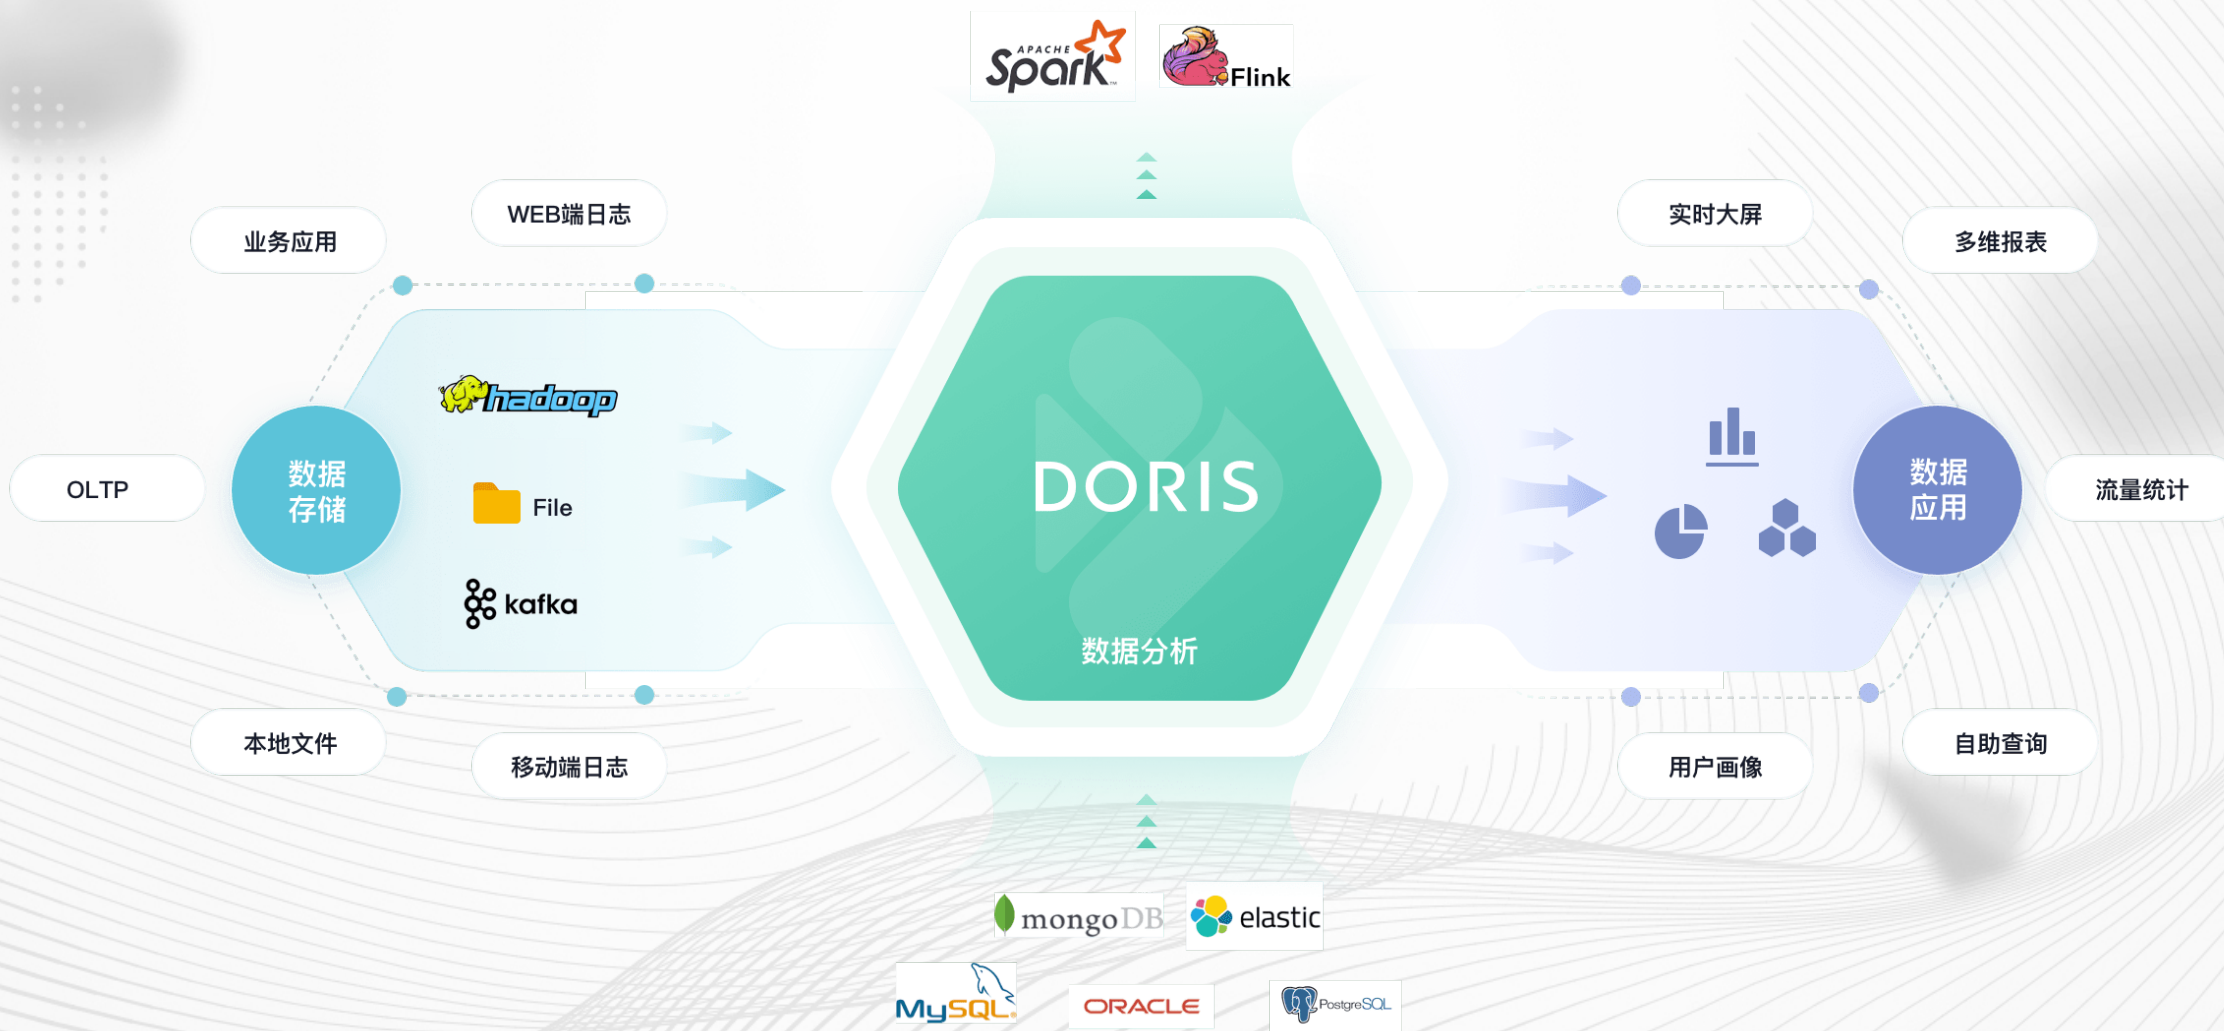 APACHE
Spark™
Flink
WEB端日志
业务应用
实时大屏
多维报表
hadoop
File
kafka
数据
存储
OLTP
DORIS
数据分析
数据
应用
流量统计
本地文件
移动端日志
用户画像
自助查询
mongoDB
elastic
MySQL®
ORACLE
PostgreSQL